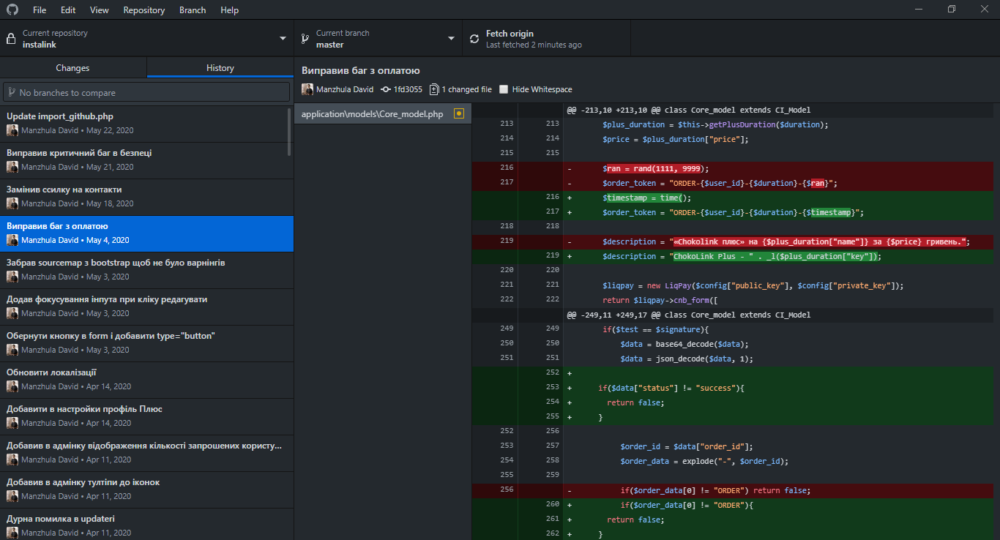 File Edit View Repository Branch Help
Current repository
instalink
Current branch
master
Fetch origin
Last fetched 2 minutes ago
Changes
History
No branches to compare
Update import_github.php
Manzhula David • May 22, 2020
Виправив критичний баг в безпеці
Manzhula David • May 21, 2020
Замінив ссилку на контакти
Manzhula David • May 18, 2020
Виправив баг з оплатою
Manzhula David • May 4, 2020
Забрав sourcemap з bootstrap щоб не було варнінгів
Manzhula David • May 3, 2020
Додав фокусування інпута при кліку редагувати
Manzhula David • May 3, 2020
Обернути кнопку в form і добавити type="button"
Manzhula David • May 3, 2020
Обновити локалізації
Manzhula David • Apr 14, 2020
Добавити в настройки профіль Плюс
Manzhula David • Apr 14, 2020
Добавив в адмінку відображення кількості запрошених користу...
Manzhula David • Apr 11, 2020
Добавив в адмінку тултіпи до іконок
Manzhula David • Apr 11, 2020
Дурна помилка в updateri
Manzhula David • Apr 11, 2020
Виправив баг з оплатою
Manzhula David 1fd3055 1 changed file Hide Whitespace
application\models\Core_model.php
@@ -213,10 +213,10 @@ class Core_model extends CI_Model
213 213 $plus_duration = $this->getPlusDuration($duration);
214 214 $price = $plus_duration["price"];
215 215
216 - $ran = rand(1111, 9999);
217 - $order_token = "ORDER-{$user_id}-{$duration}-{$ran}";
216 + $timestamp = time();
217 + $order_token = "ORDER-{$user_id}-{$duration}-{$timestamp}";
218 218
219 - $description = "«Chokolink плюс» на {$plus_duration["name"]} за {$price} гривень.";
219 + $description = "ChokoLink Plus - " . _l($plus_duration["key"]);
220 220
221 221 $liqpay = new LiqPay($config["public_key"], $config["private_key"]);
222 222 return $liqpay->cnb_form([
@@ -249,11 +249,17 @@ class Core_model extends CI_Model
249 249 if($test == $signature){
250 250 $data = base64_decode($data);
251 251 $data = json_decode($data, 1);
252 +
253 + if($data["status"] != "success"){
254 + return false;
255 + }
252 256
253 257 $order_id = $data["order_id"];
254 258 $order_data = explode("-", $order_id);
255 259
256 - if($order_data[0] != "ORDER") return false;
260 + if($order_data[0] != "ORDER"){
261 + return false;
262 + }